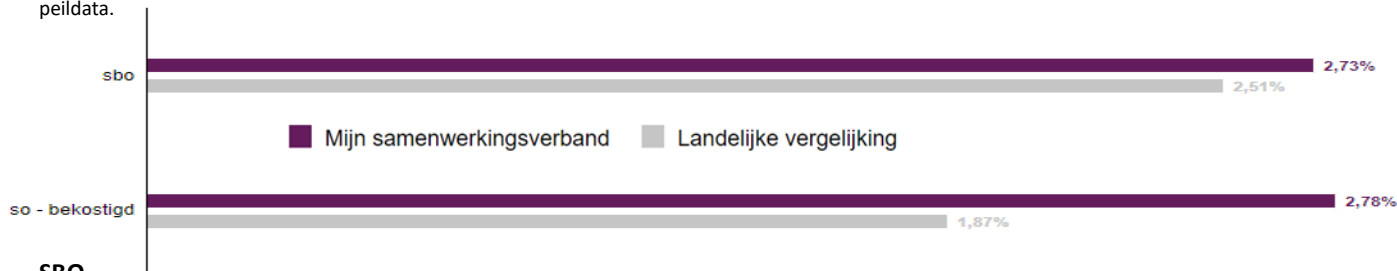 peildata.
sbo
2,73%
2,51%
Mijn samenwerkingsverband
Landelijke vergelijking
so - bekostigd
2,78%
1,87%
SBO